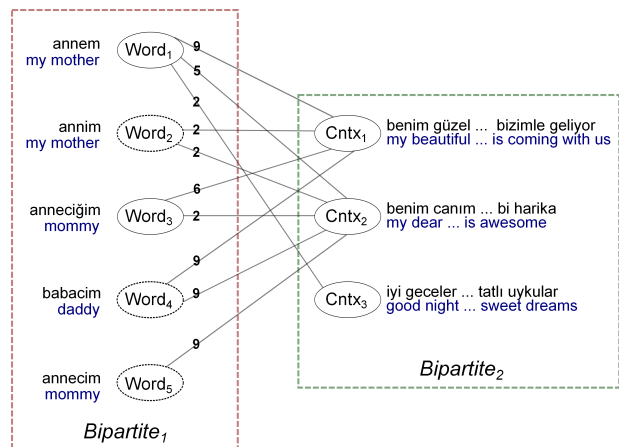 annem
my mother
Word1
9
5
2
annim
my mother
Word2
2
2
Cntx1
benim güzel ... bizimle geliyor
my beautiful ... is coming with us
anneciğim
mommy
Word3
6
2
Cntx2
benim canım ... bi harika
my dear ... is awesome
babacim
daddy
Word4
9
9
Cntx3
iyi geceler ... tatlı uykular
good night ... sweet dreams
annecim
mommy
Word5
9
Bipartite1
Bipartite2